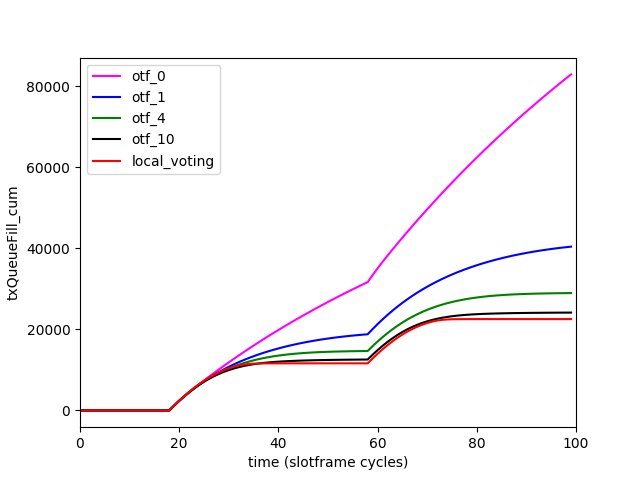 otf_0
otf_1
otf_4
otf_10
local_voting
80000
60000
40000
20000
0
txQueueFill_cum
0 20 40 60 80 100
time (slotframe cycles)